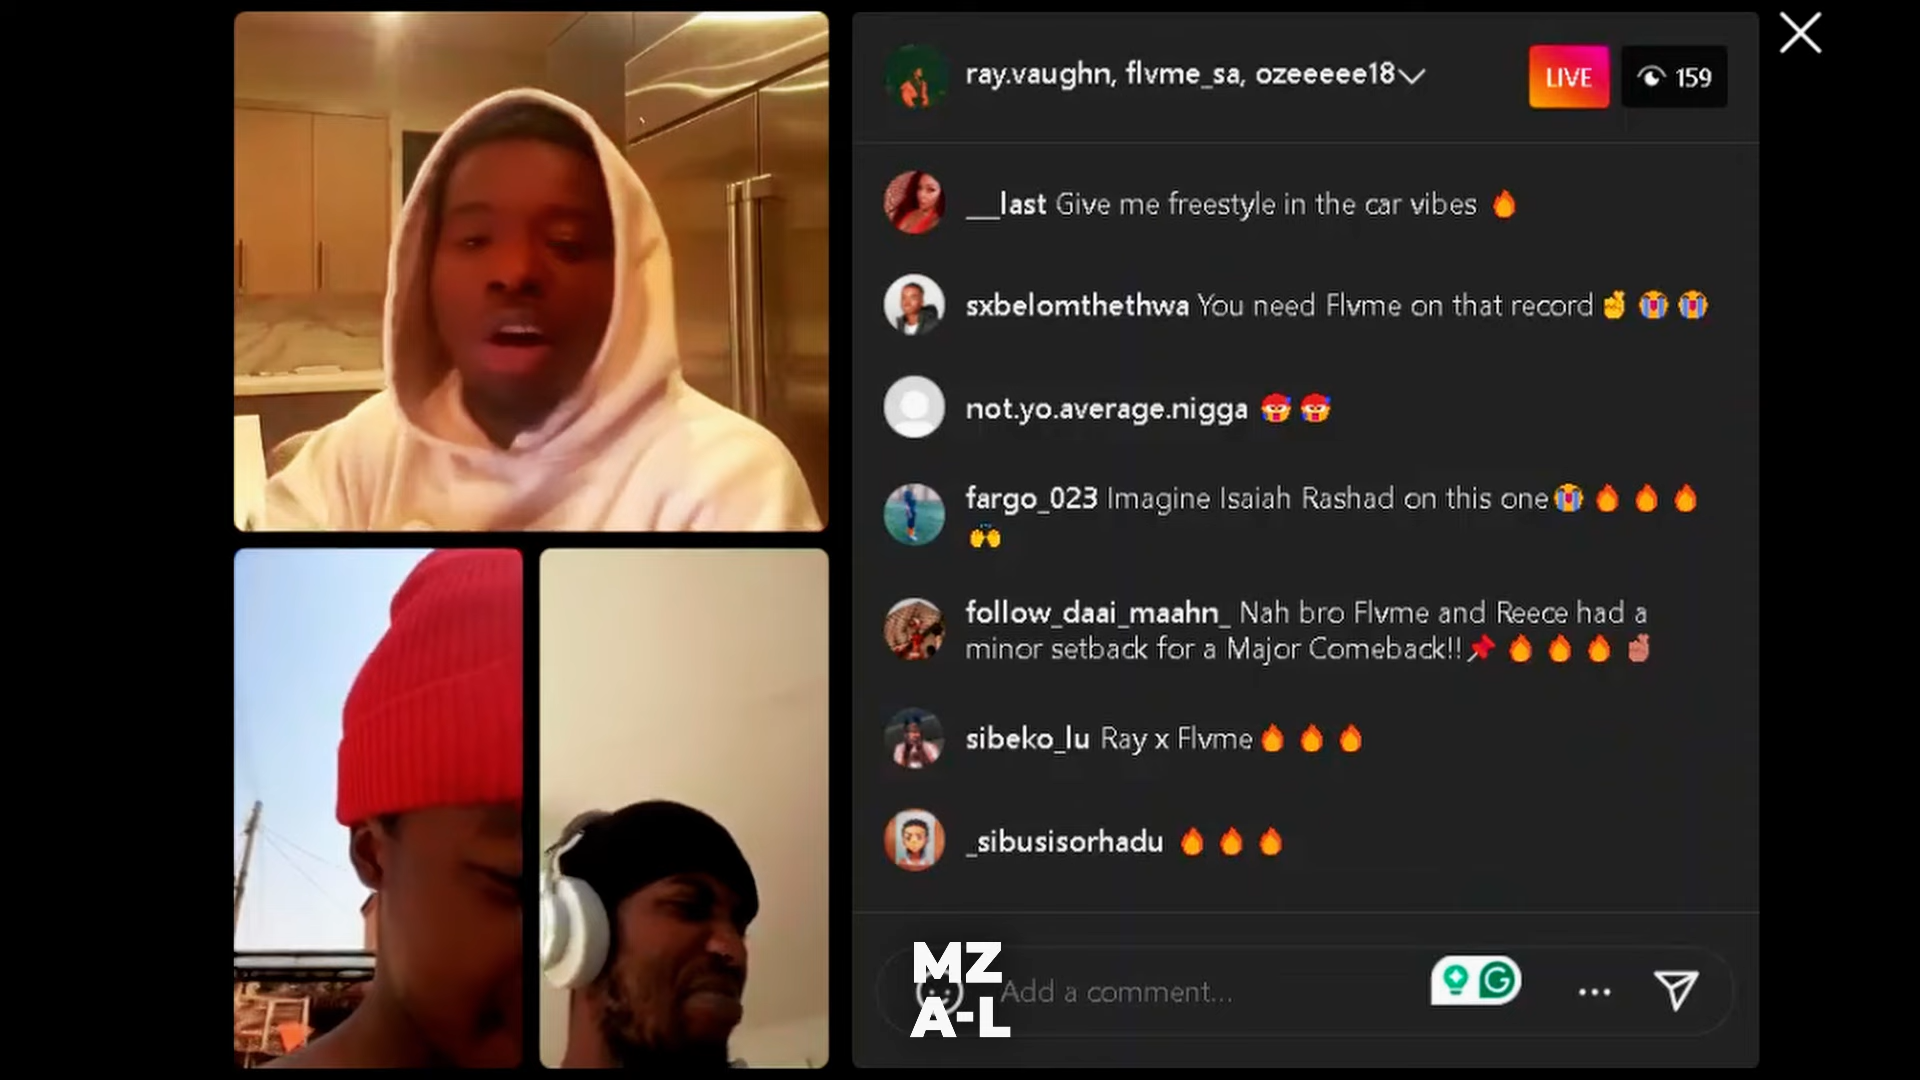 ray.vaughn, flvme_sa, ozeeeee18
LIVE
159
__last Give me freestyle in the car vibes 🔥
sxbelomthethwa You need Flvme on that record ✌️😭😭
not.yo.average.nigga
fargo_023 Imagine Isaiah Rashad on this one😭🔥🔥🔥
🙌
follow_daai_maahn_ Nah bro Flvme and Reece had a
minor setback for a Major Comeback!!📌🔥🔥🔥
sibeko_lu Ray x Flvme🔥🔥🔥
_sibusisorhadu 🔥🔥🔥
MZ
A-L
Add a comment...